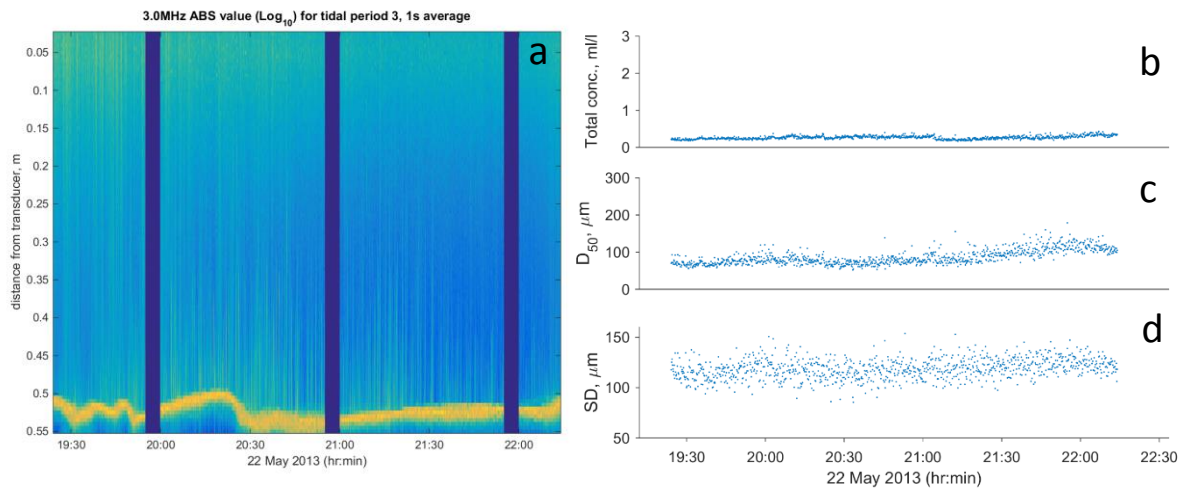 3.0MHz ABS value (Log10) for tidal period 3, 1s average
a
distance from transducer, m
0.05
0.1
0.15
0.2
0.25
0.3
0.35
0.4
0.45
0.5
0.55
19:30 20:00 20:30 21:00 21:30 22:00
22 May 2013 (hr:min)
b
Total conc., ml/l
3
2
1
0
c
D50, μm
300
200
100
0
d
SD, μm
150
100
50
19:30 20:00 20:30 21:00 21:30 22:00 22:30
22 May 2013 (hr:min)